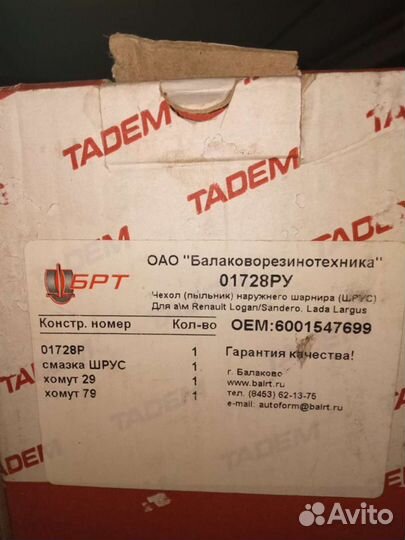 TADEM
TADEM
TADEM
БРТ
ОАО "Балаковорезинотехника"
01728РУ
Чехол (пыльник) наружнего шарнира (ШРУС)
Для а\м Renault Logan/Sandero, Lada Largus
Констр. номер Кол-во OEM:6001547699
01728Р 1
смазка ШРУС 1
хомут 29 1
хомут 79 1
Гарантия качества!
г. Балаково
www.balrt.ru
тел. (8453) 62-13-75
e-mail: autoform@balrt.ru
TADEM
TADEM
Avito